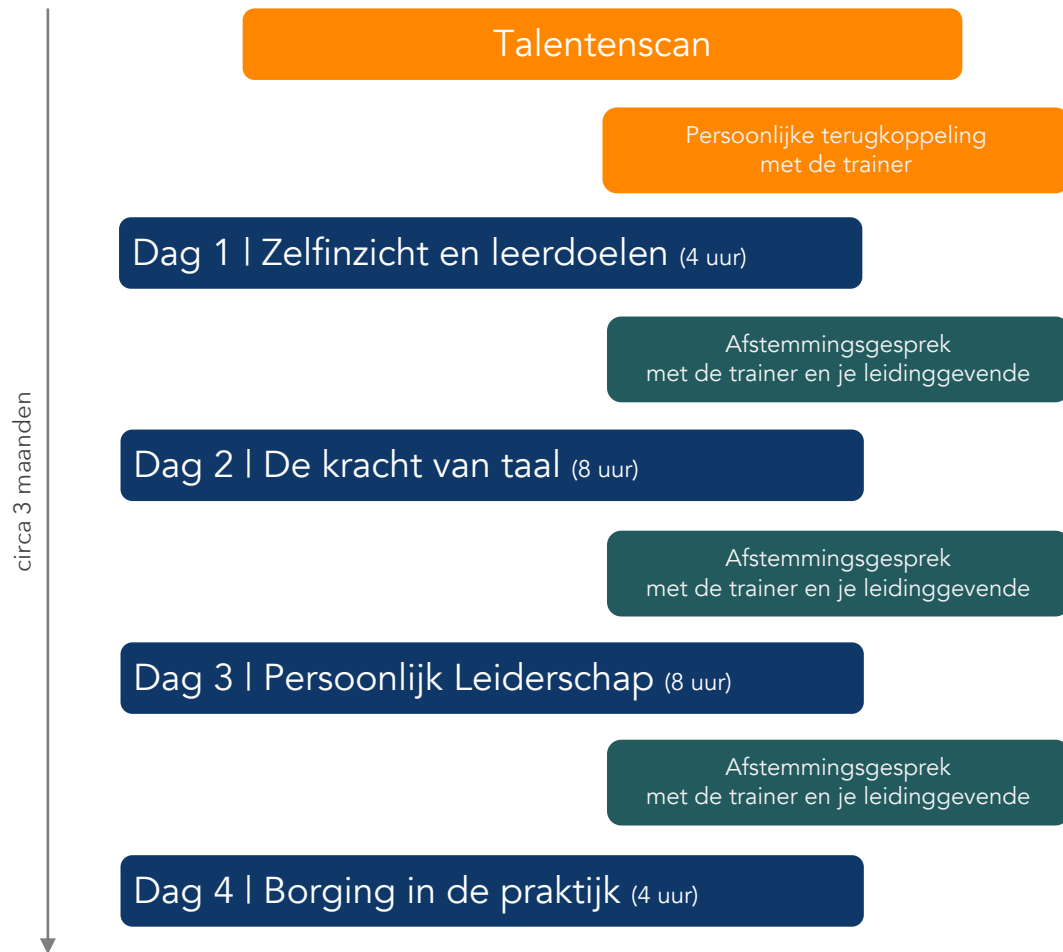 Talentenscan
Persoonlijke terugkoppeling
met de trainer
Dag 1 | Zelfinzicht en leerdoelen (4 uur)
Afstemmingsgesprek
met de trainer en je leidinggevende
Dag 2 | De kracht van taal (8 uur)
Afstemmingsgesprek
met de trainer en je leidinggevende
Dag 3 | Persoonlijk Leiderschap (8 uur)
Afstemmingsgesprek
met de trainer en je leidinggevende
Dag 4 | Borging in de praktijk (4 uur)
circa 3 maanden